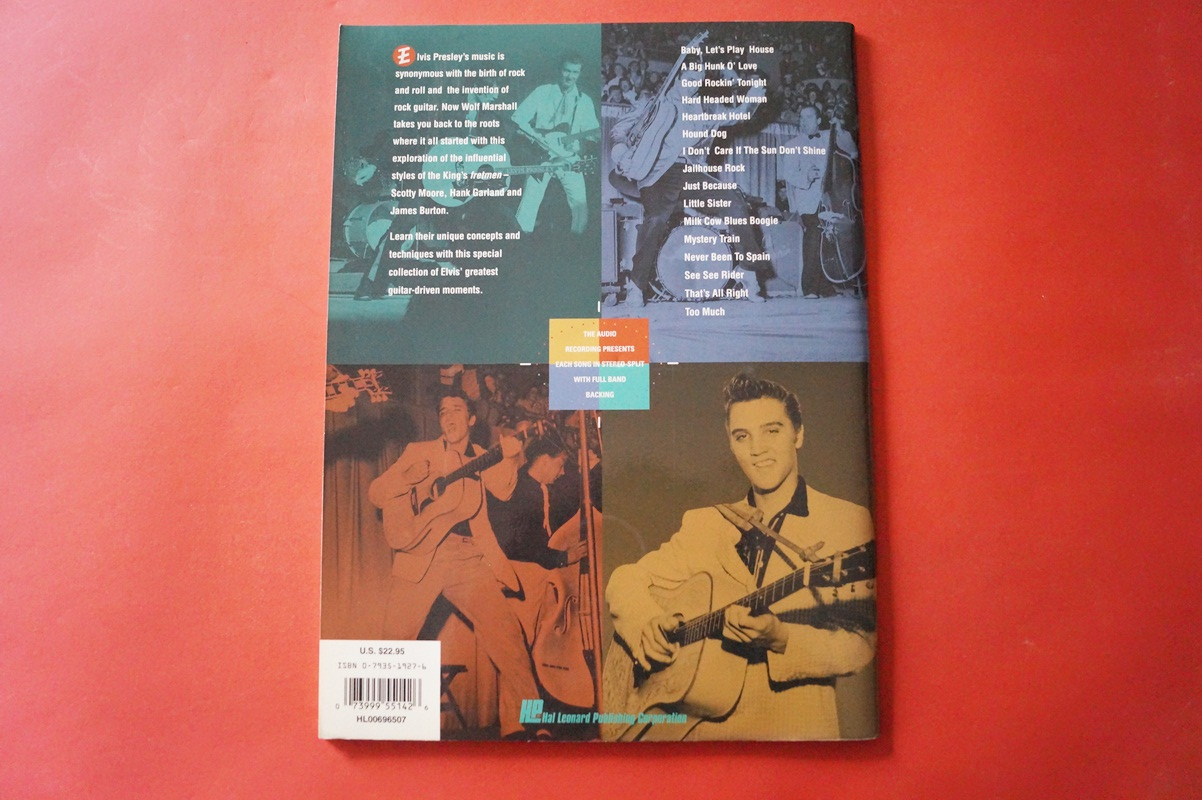 Elvis Presley's music is
synonymous with the birth of rock
and roll and the invention of
rock guitar. Now Wolf Marshall
takes you back to the roots
where it all started with this
exploration of the influential
styles of the King's fretmen –
Scotty Moore, Hank Garland and
James Burton.
Learn their unique concepts and
techniques with this special
collection of Elvis' greatest
guitar-driven moments.
Baby, Let's Play House
A Big Hunk O' Love
Good Rockin' Tonight
Hard Headed Woman
Heartbreak Hotel
Hound Dog
I Don't Care If The Sun Don't Shine
Jailhouse Rock
Just Because
Little Sister
Milk Cow Blues Boogie
Mystery Train
Never Been To Spain
See See Rider
That's All Right
Too Much
THE AUDIO
RECORDING PRESENTS
EACH SONG IN STEREO-SPLIT
WITH FULL BAND
BACKING
U.S. $22.95
ISBN 0-7935-1927-6
0 73999 55142 6
HL00696507
HL Hal Leonard Publishing Corporation